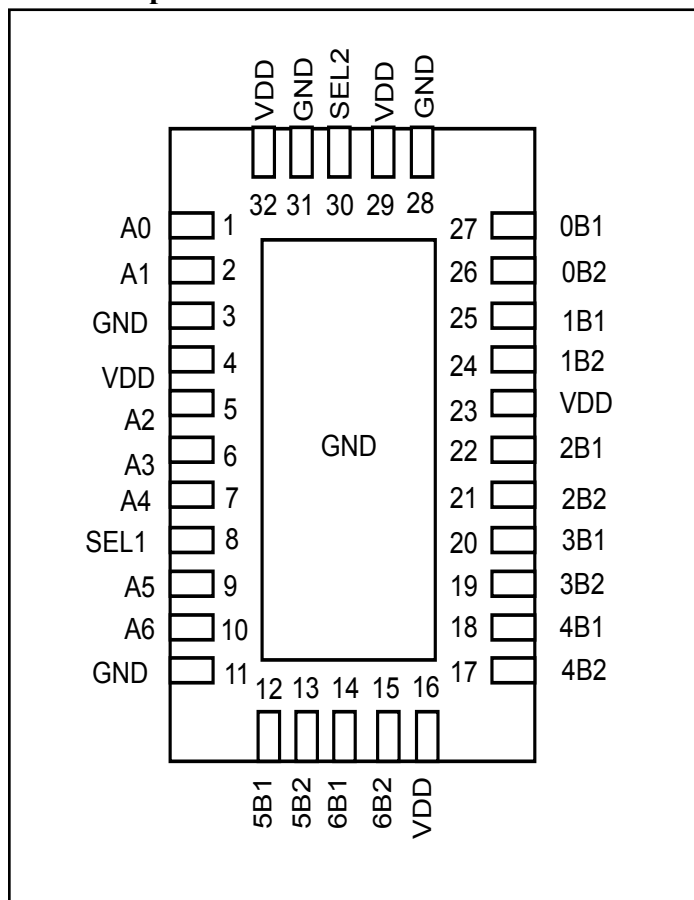 VDD
GND
SEL2
VDD
GND
32 31 30 29 28
A0 1 27 0B1
A1 2 26 0B2
GND 3 25 1B1
VDD 4 24 1B2
A2 5 23 VDD
A3 6 22 2B1
GND
A4 7 21 2B2
SEL1 8 20 3B1
A5 9 19 3B2
A6 10 18 4B1
GND 11 17 4B2
12 13 14 15 16
5B1
5B2
6B1
6B2
VDD